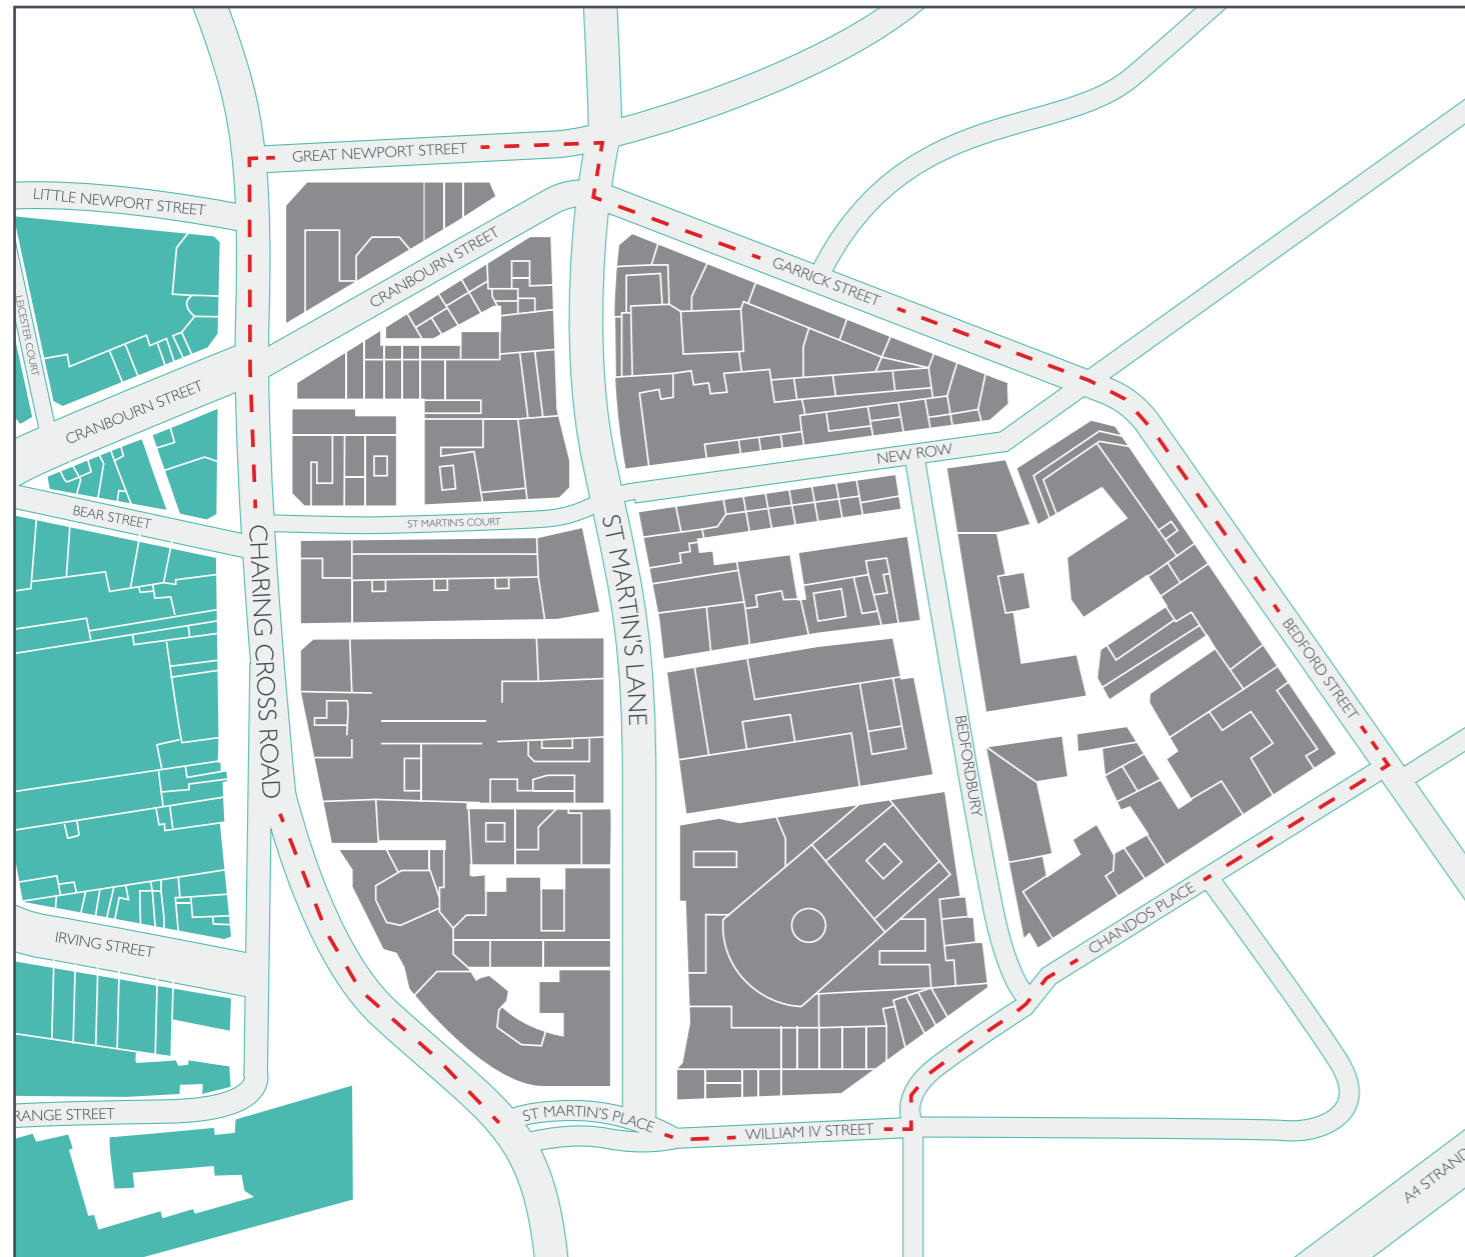 GREAT NEWPORT STREET
LITTLE NEWPORT STREET
CRANBOURN STREET
GARRICK STREET
LEICESTER COURT
CRANBOURN STREET
NEW ROW
BEAR STREET
ST MARTIN'S COURT
CHARING CROSS ROAD
ST MARTIN'S LANE
BEDFORD STREET
BEDFORDBURY
CHANDOS PLACE
IRVING STREET
RANGE STREET
ST MARTIN'S PLACE
WILLIAM IV STREET
A4 STRAND